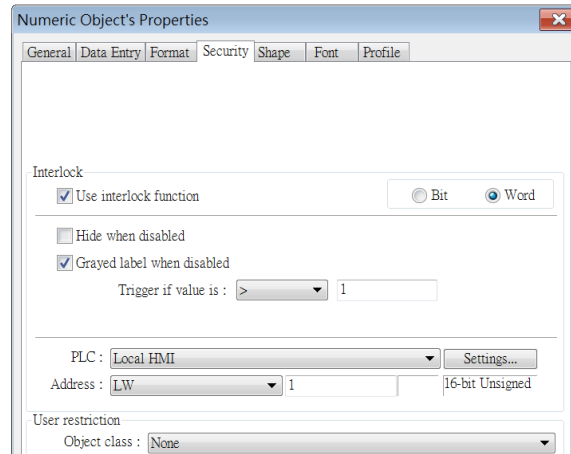 Numeric Object's Properties
General Data Entry Format Security Shape Font Profile
Interlock
Use interlock function Bit Word
Hide when disabled
Grayed label when disabled
Trigger if value is : > 1
PLC : Local HMI Settings...
Address : LW 1 16-bit Unsigned
User restriction
Object class : None